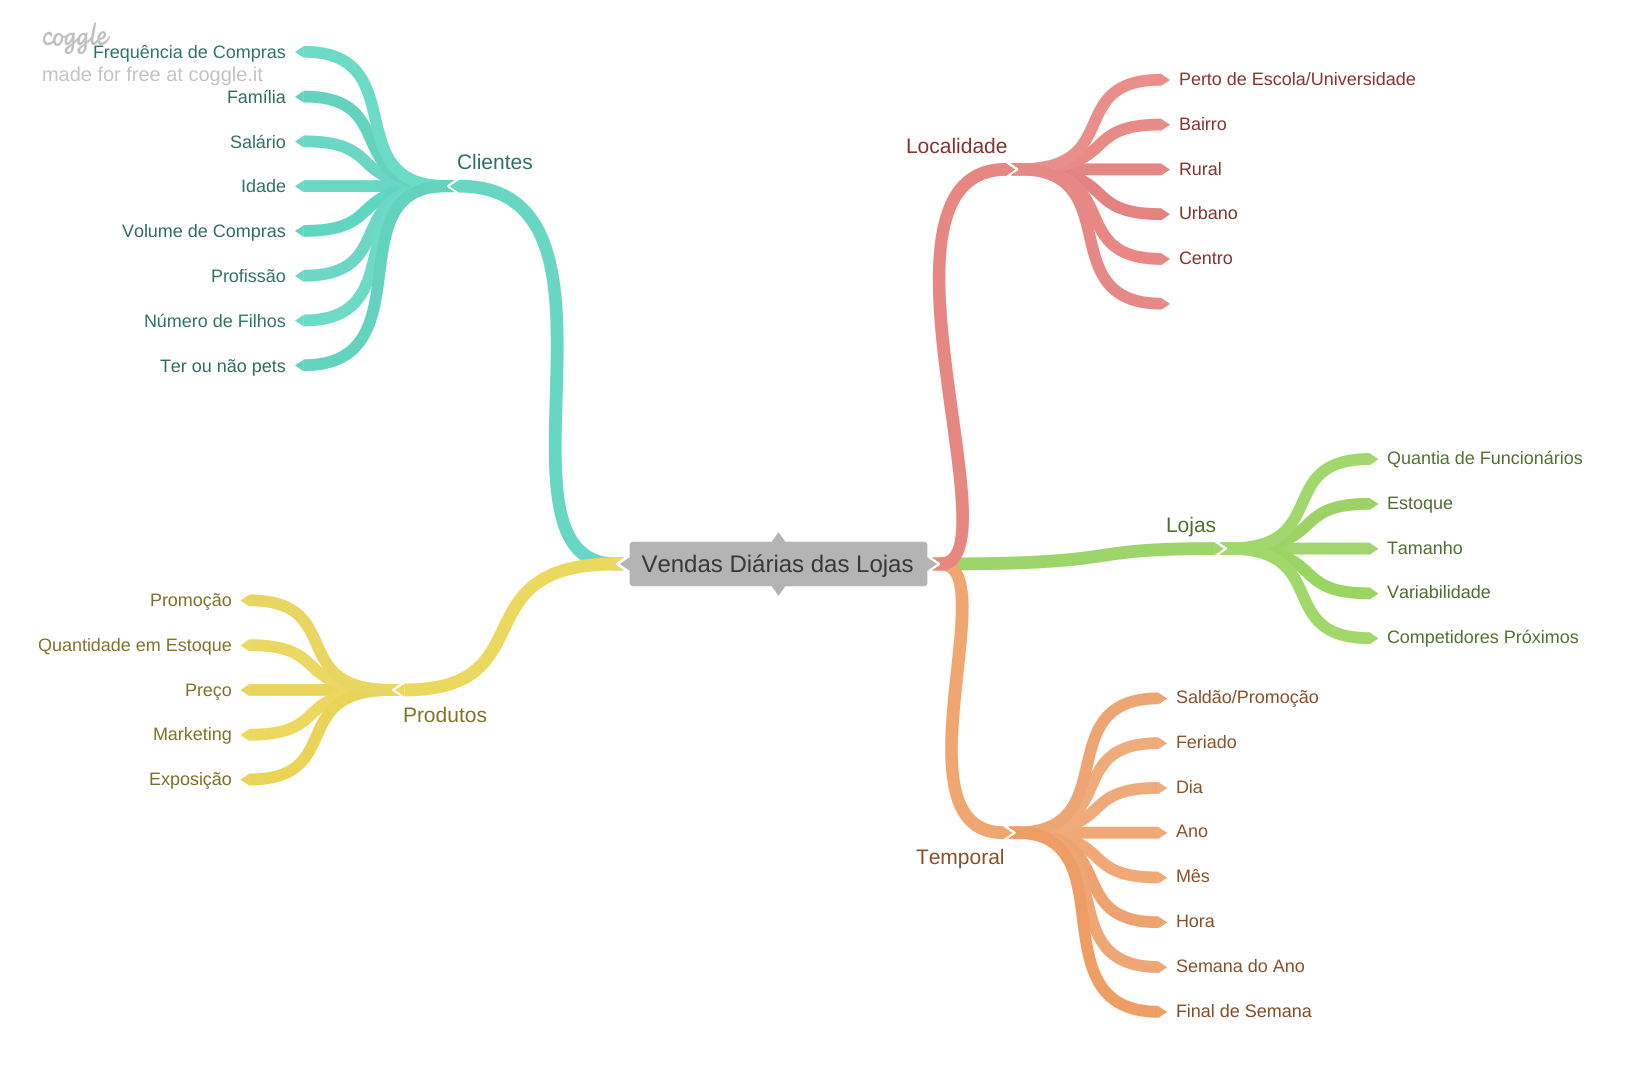 coggle
made for free at coggle.it
Frequência de Compras
Família
Salário
Idade
Volume de Compras
Profissão
Número de Filhos
Ter ou não pets
Clientes
Localidade
Perto de Escola/Universidade
Bairro
Rural
Urbano
Centro
Vendas Diárias das Lojas
Lojas
Quantia de Funcionários
Estoque
Tamanho
Variabilidade
Competidores Próximos
Promoção
Quantidade em Estoque
Preço
Marketing
Exposição
Produtos
Temporal
Saldão/Promoção
Feriado
Dia
Ano
Mês
Hora
Semana do Ano
Final de Semana